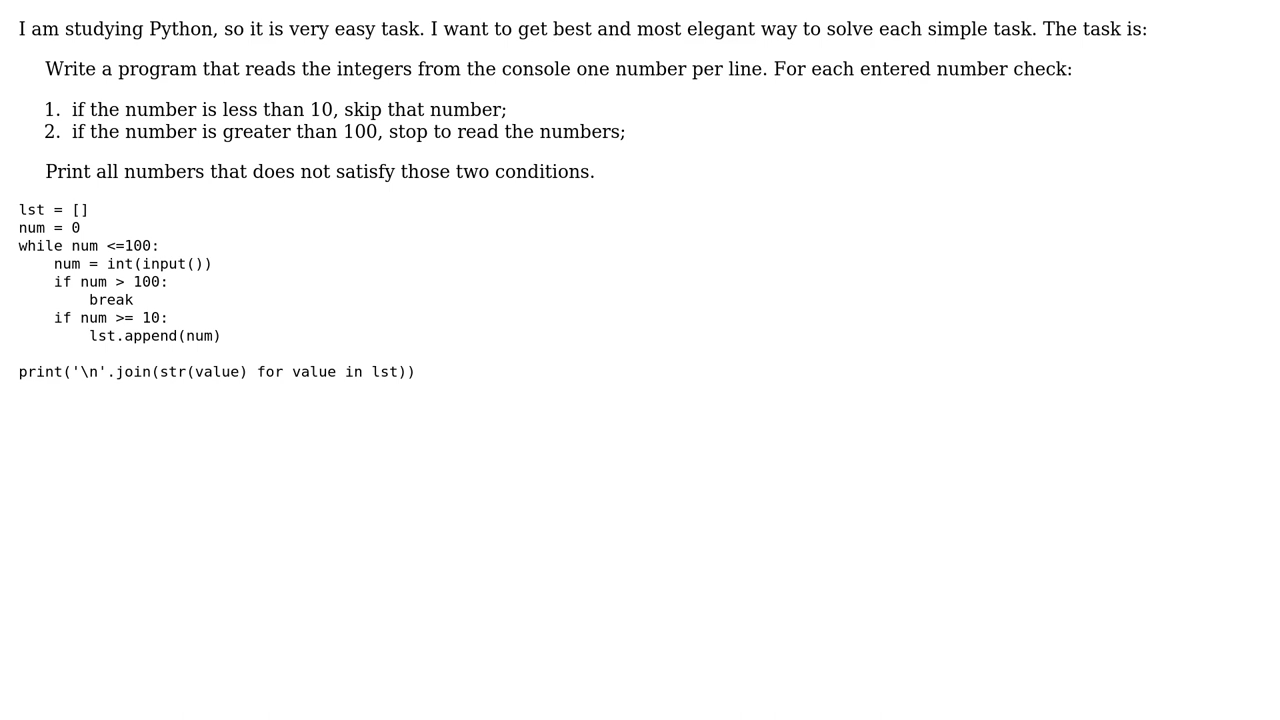 I am studying Python, so it is very easy task. I want to get best and most elegant way to solve each simple task. The task is:
Write a program that reads the integers from the console one number per line. For each entered number check:
1. if the number is less than 10, skip that number;
2. if the number is greater than 100, stop to read the numbers;
Print all numbers that does not satisfy those two conditions.
lst = []
num = 0
while num <=100:
    num = int(input())
    if num > 100:
        break
    if num >= 10:
        lst.append(num)

print('\n'.join(str(value) for value in lst))